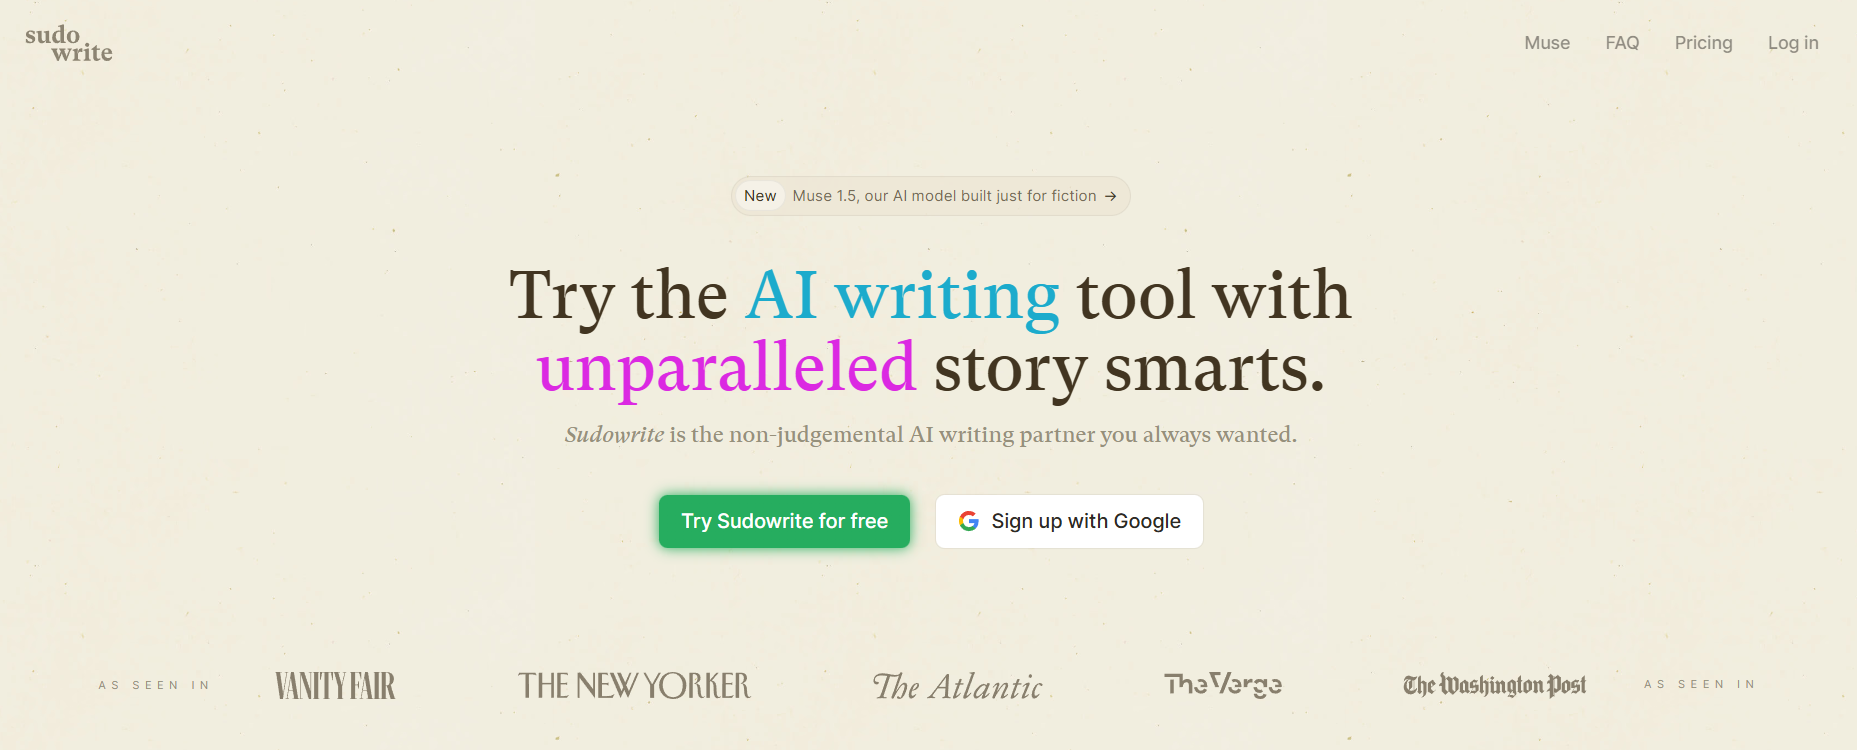 sudo
write
Muse FAQ Pricing Log in
New Muse 1.5, our AI model built just for fiction →
Try the AI writing tool with
unparalleled story smarts.
Sudowrite is the non-judgemental AI writing partner you always wanted.
Try Sudowrite for free
Sign up with Google
AS SEEN IN VANITY FAIR THE NEW YORKER The Atlantic The Verge The Washington Post AS SEEN IN